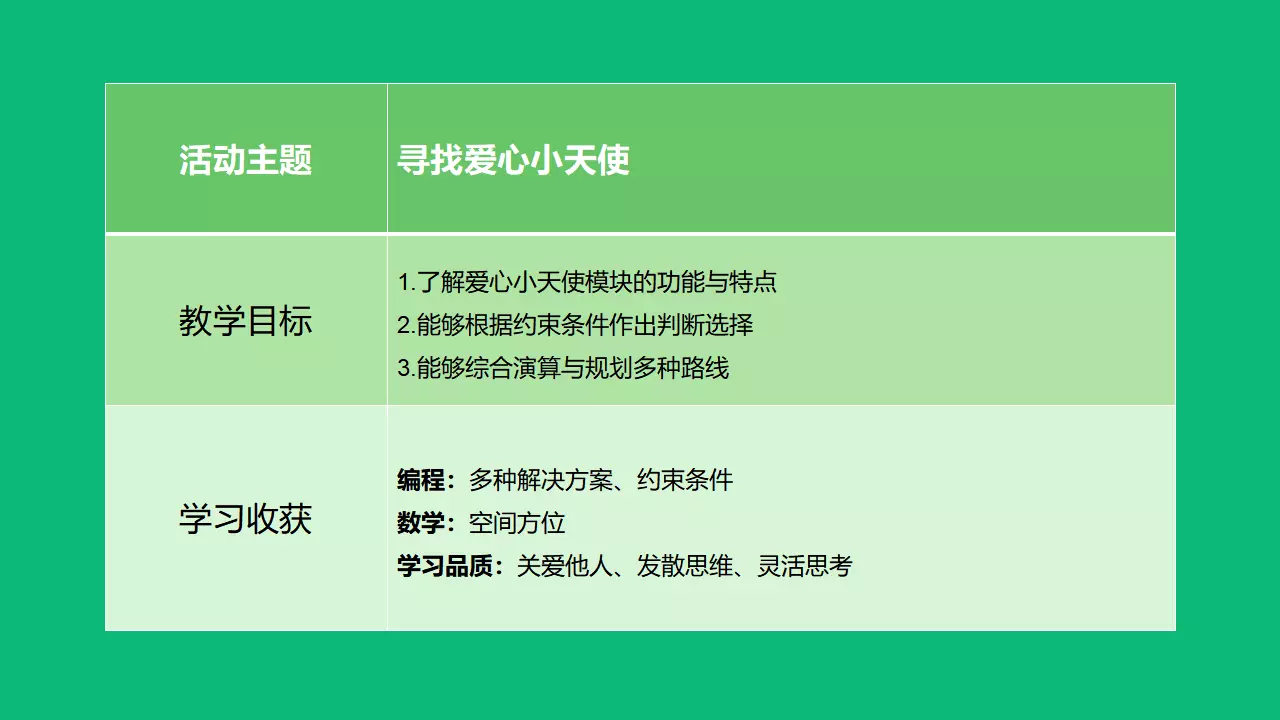 活动主题
寻找爱心小天使
教学目标
1.了解爱心小天使模块的功能与特点
2.能够根据约束条件作出判断选择
3.能够综合演算与规划多种路线
学习收获
编程：多种解决方案、约束条件
数学：空间方位
学习品质：关爱他人、发散思维、灵活思考